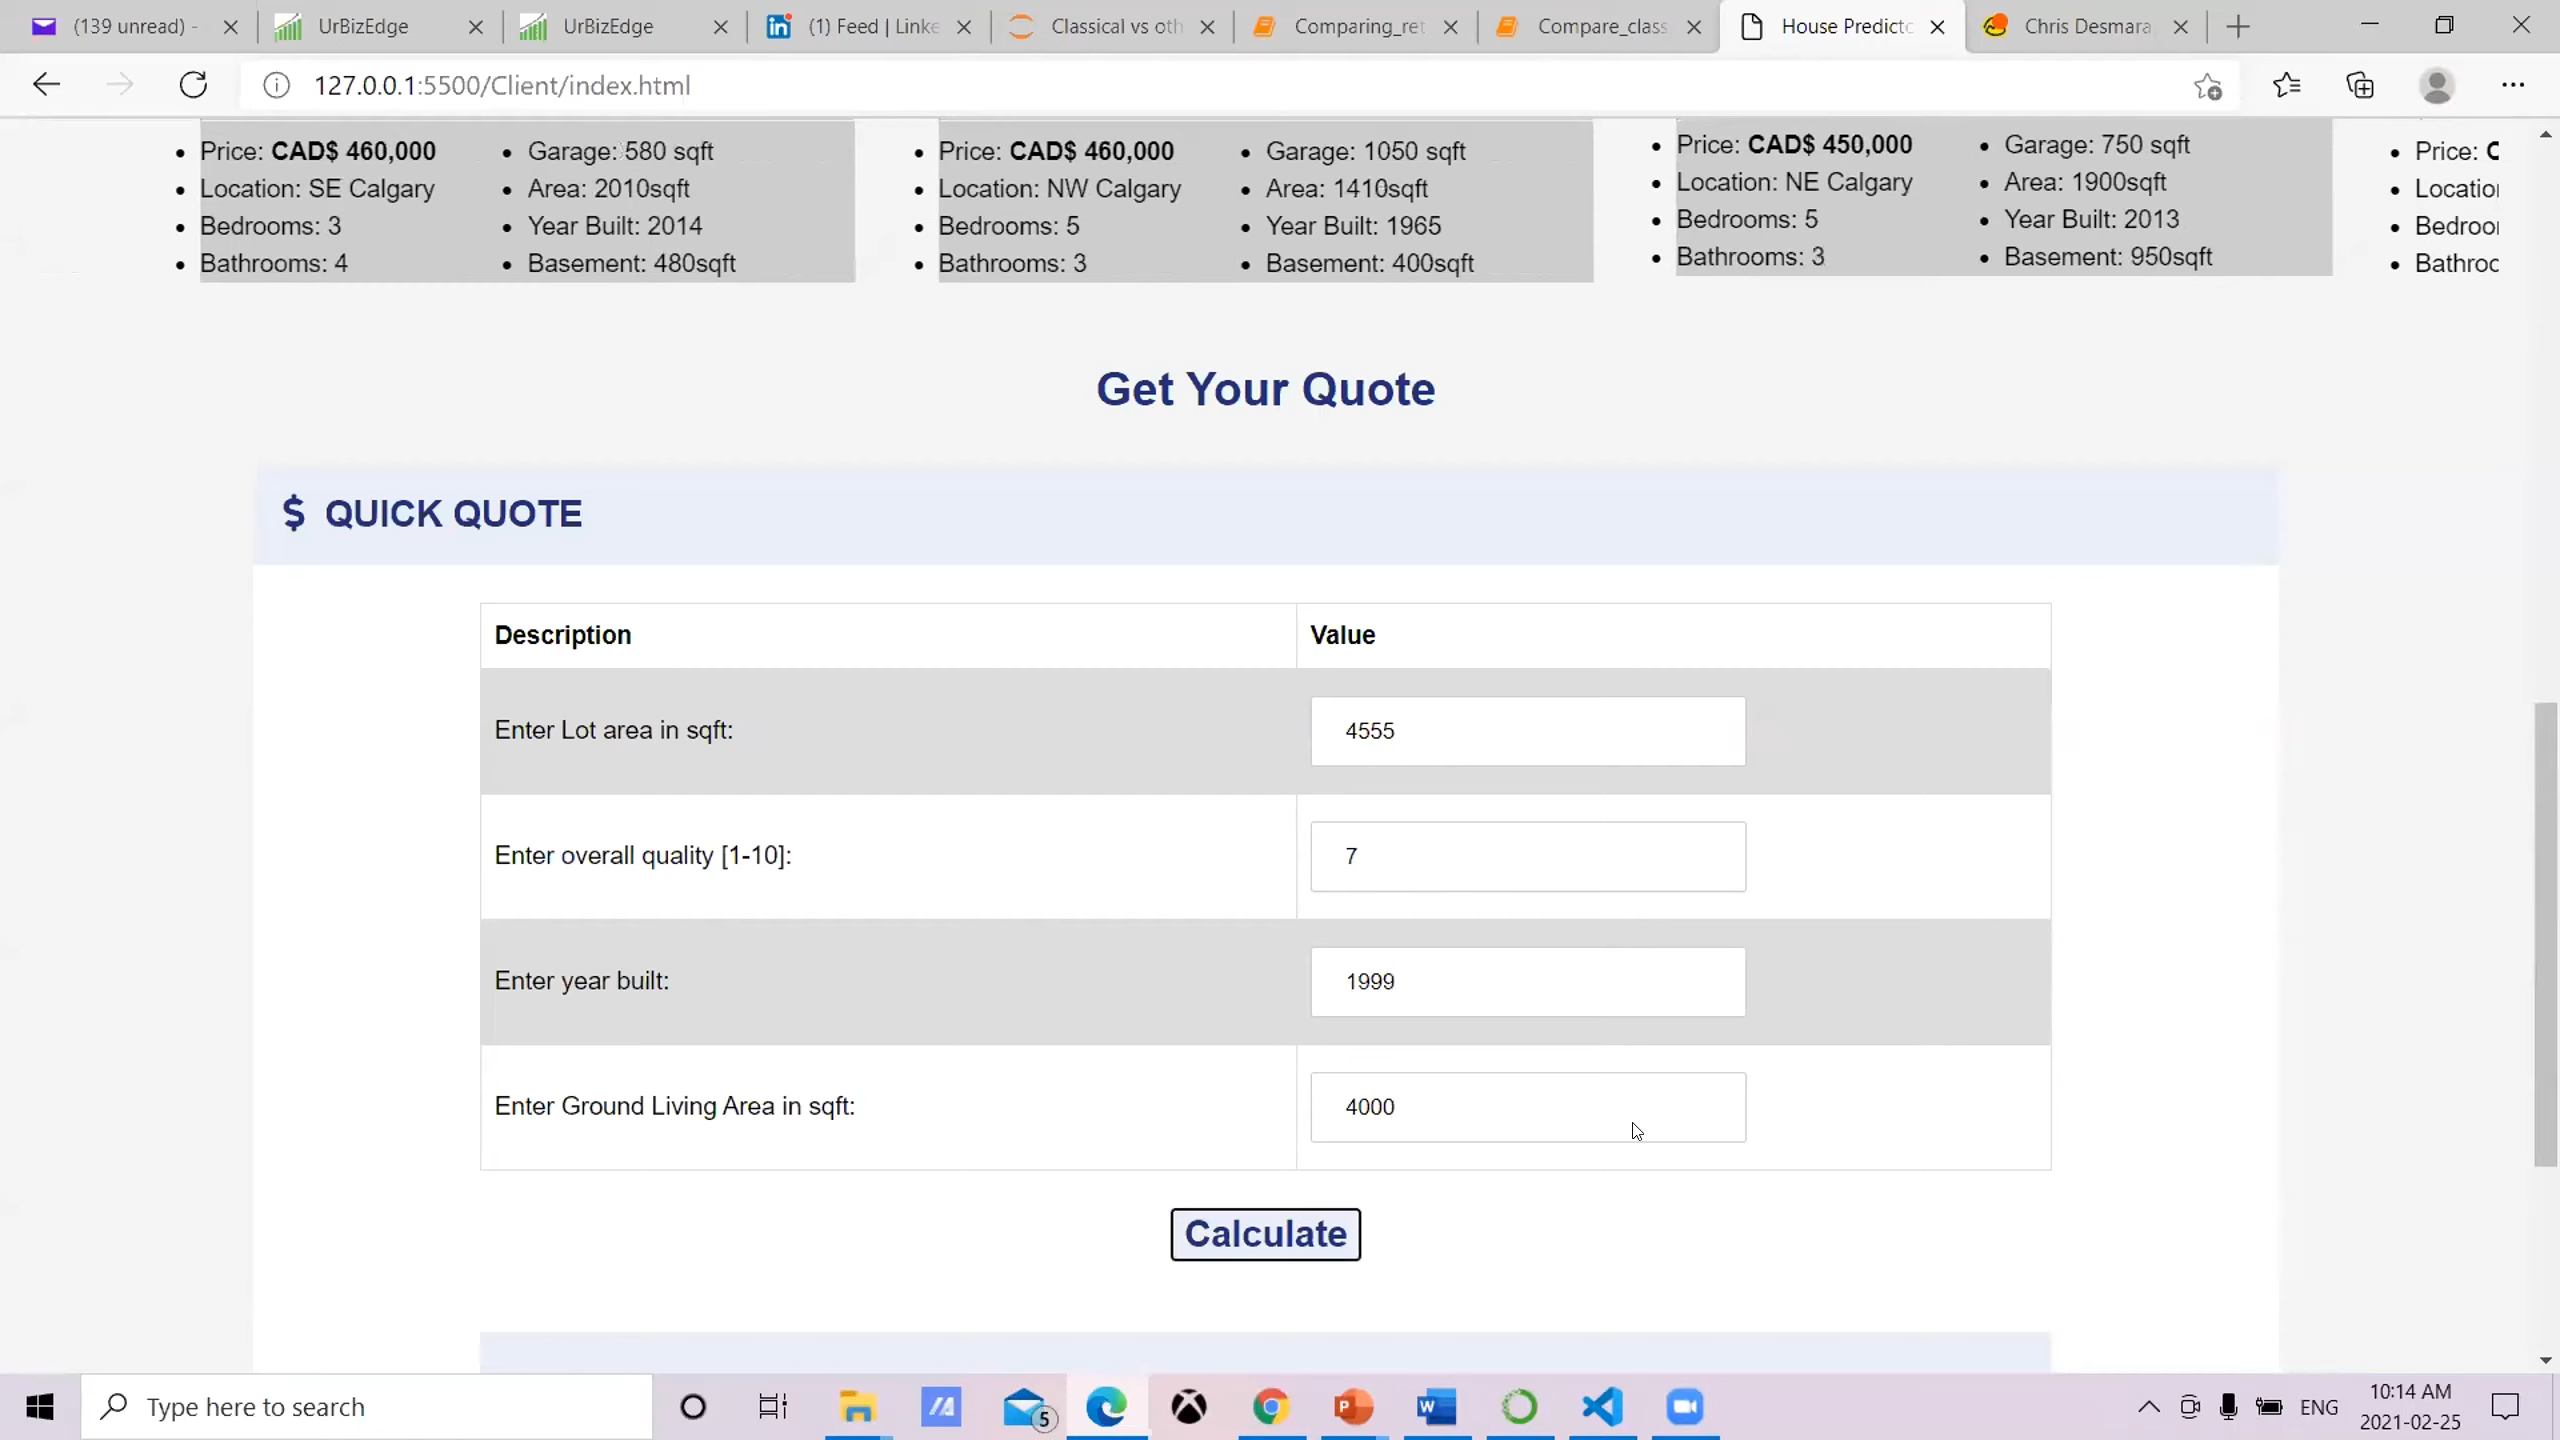 (139 unread) -
UrBizEdge
UrBizEdge
(1) Feed | Linke
Classical vs oth
Comparing_ret
Compare_class
House Predicto
Chris Desmara
127.0.0.1:5500/Client/index.html
Price: CAD$ 460,000
Location: SE Calgary
Bedrooms: 3
Bathrooms: 4
Garage: 580 sqft
Area: 2010sqft
Year Built: 2014
Basement: 480sqft
Price: CAD$ 460,000
Location: NW Calgary
Bedrooms: 5
Bathrooms: 3
Garage: 1050 sqft
Area: 1410sqft
Year Built: 1965
Basement: 400sqft
Price: CAD$ 450,000
Location: NE Calgary
Bedrooms: 5
Bathrooms: 3
Garage: 750 sqft
Area: 1900sqft
Year Built: 2013
Basement: 950sqft
Price: C
Locatio
Bedroo
Bathroo
Get Your Quote
$ QUICK QUOTE
Description Value
Enter Lot area in sqft: 4555
Enter overall quality [1-10]: 7
Enter year built: 1999
Enter Ground Living Area in sqft: 4000
Calculate
Type here to search
5
ENG
10:14 AM
2021-02-25